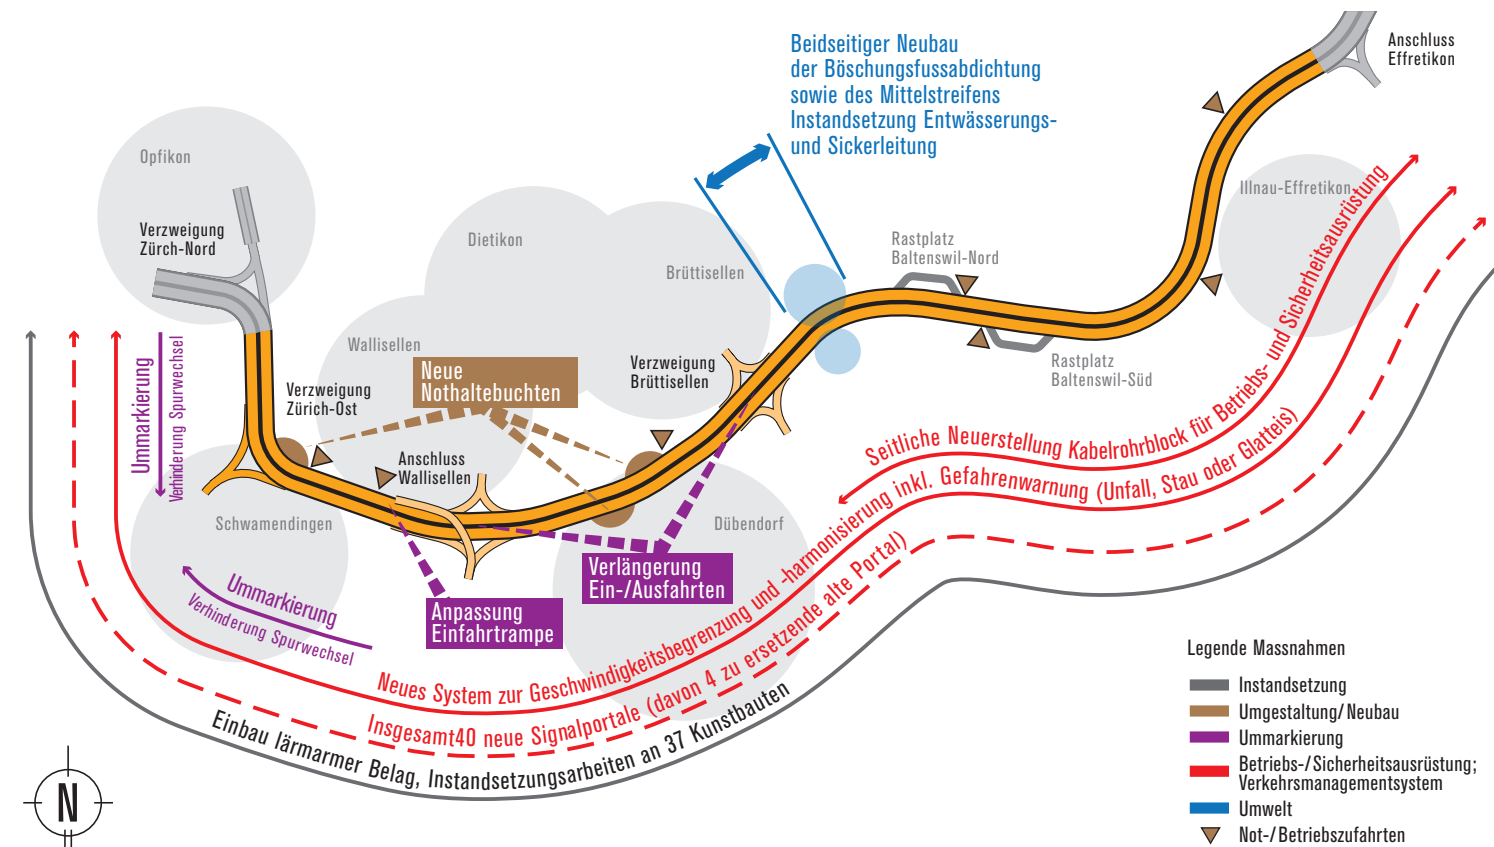 Beidseitiger Neubau
der Böschungsfussabdichtung
sowie des Mittelstreifens
Instandsetzung Entwässerungs-
und Sickerleitung
Anschluss
Effretikon
Opfikon
Verzweigung
Zürch-Nord
Dietikon
Brüttisellen
Rastplatz
Baltenswil-Nord
Illnau-Effretikon
Wallisellen
Neue
Nothaltebuchten
Verzweigung
Brüttisellen
Rastplatz
Baltenswil-Süd
Verzweigung
Zürich-Ost
Ummarkierung
Verhinderung Spurwechsel
Anschluss
Wallisellen
Schwamendingen
Dübendorf
Verlängerung
Ein-/Ausfahrten
Anpassung
Einfahrtrampe
Ummarkierung
Verhinderung Spurwechsel
Seitliche Neuerstellung Kabelrohrblock für Betriebs- und Sicherheitsausrüstung
Neues System zur Geschwindigkeitsbegrenzung und -harmonisierung inkl. Gefahrenwarnung (Unfall, Stau oder Glatteis)
Insgesamt40 neue Signalportale (davon 4 zu ersetzende alte Portal)
Einbau lärmarmer Belag, Instandsetzungsarbeiten an 37 Kunstbauten
Legende Massnahmen
Instandsetzung
Umgestaltung/Neubau
Ummarkierung
Betriebs-/Sicherheitsausrüstung;
Verkehrsmanagementsystem
Umwelt
Not-/Betriebszufahrten
N